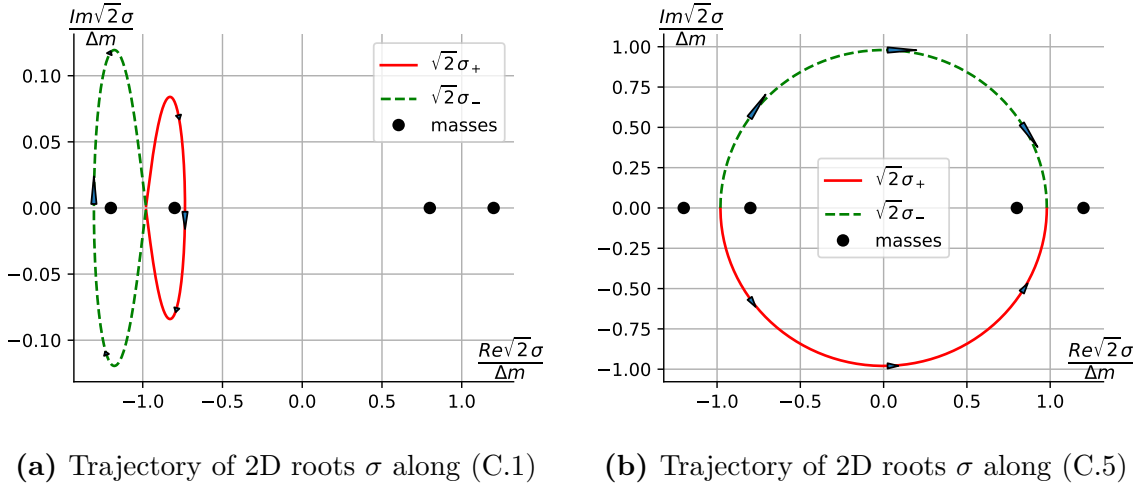 Im√2σ
Δm
0.10
0.05
0.00
−0.05
−0.10
−1.0
−0.5
0.0
0.5
1.0
Re√2σ
Δm
√2σ+
√2σ−
masses
(a) Trajectory of 2D roots σ along (C.1)
Im√2σ
Δm
1.00
0.75
0.50
0.25
0.00
−0.25
−0.50
−0.75
−1.00
−1.0
−0.5
0.0
0.5
1.0
Re√2σ
Δm
√2σ+
√2σ−
masses
(b) Trajectory of 2D roots σ along (C.5)